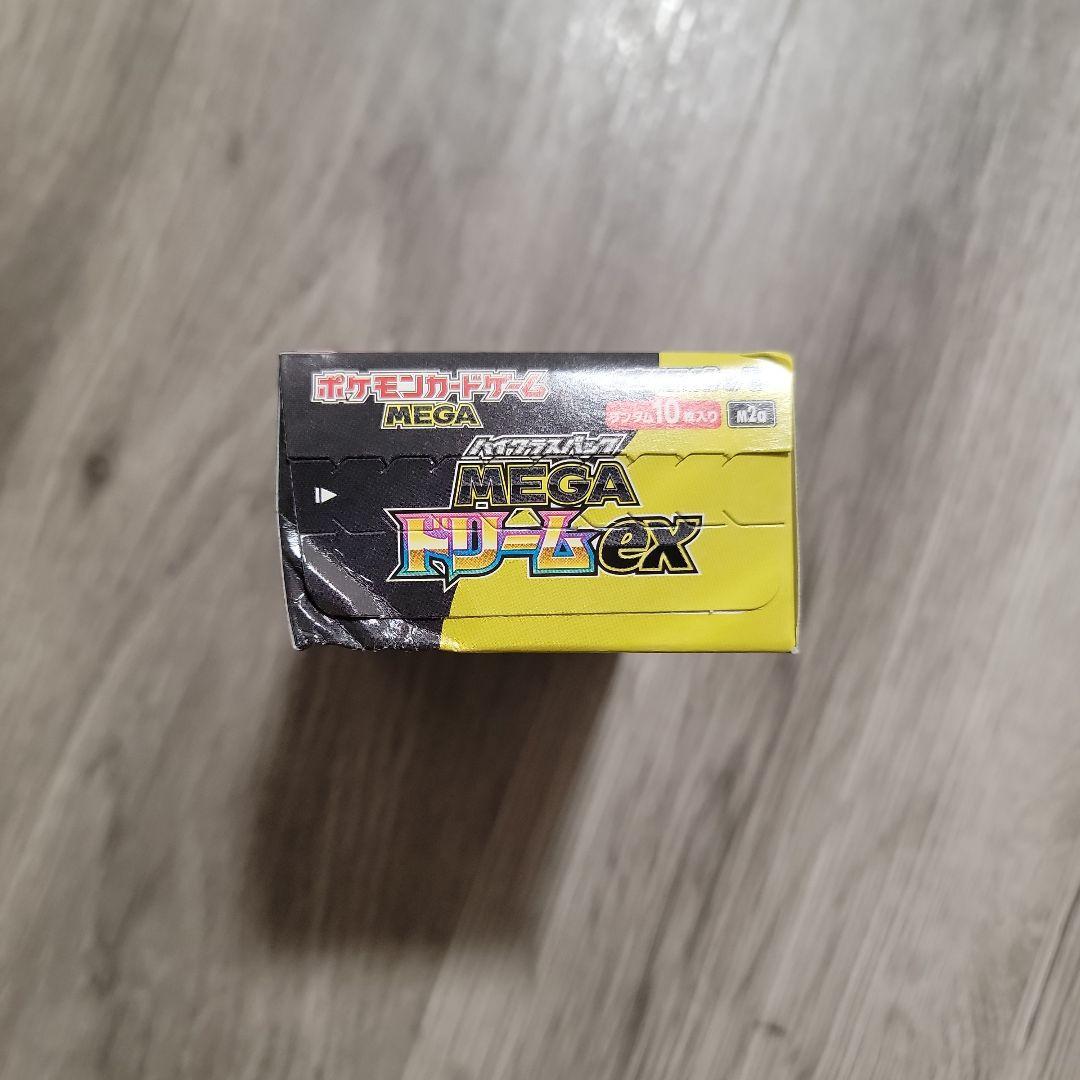 ポケモンカードゲーム
MEGA
ランダム10枚入り
M2a
ハイクラスパック
MEGA
ドリームex